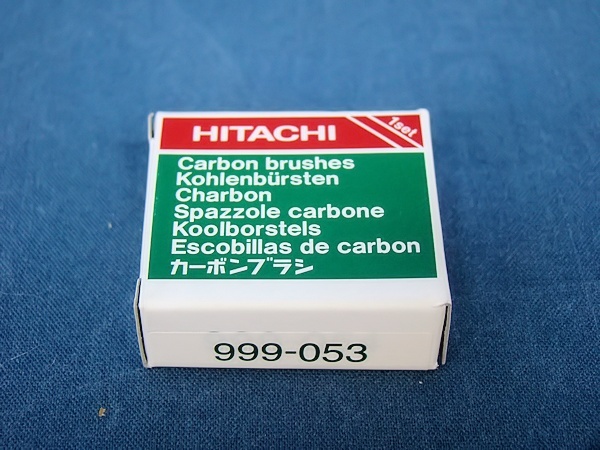 HITACHI
1set
Carbon brushes
Kohlenbürsten
Charbon
Spazzole carbone
Koolborstels
Escobillas de carbon
カーボンブラシ
999-053